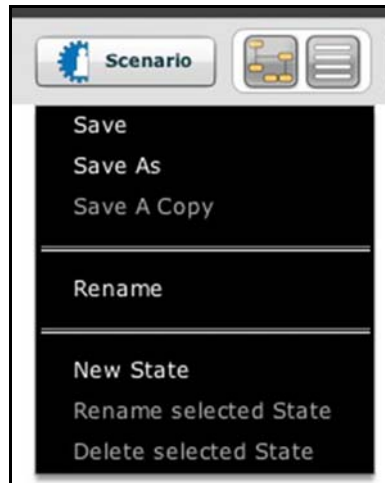 Scenario
Save
Save As
Save A Copy
Rename
New State
Rename selected State
Delete selected State